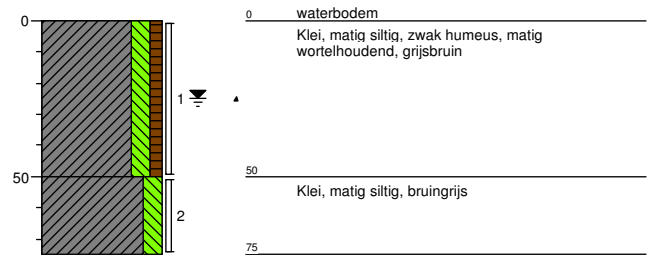 0
50
1
2
0
waterbodem
Klei, matig siltig, zwak humeus, matig
wortelhoudend, grijsbruin
50
Klei, matig siltig, bruingrijs
75